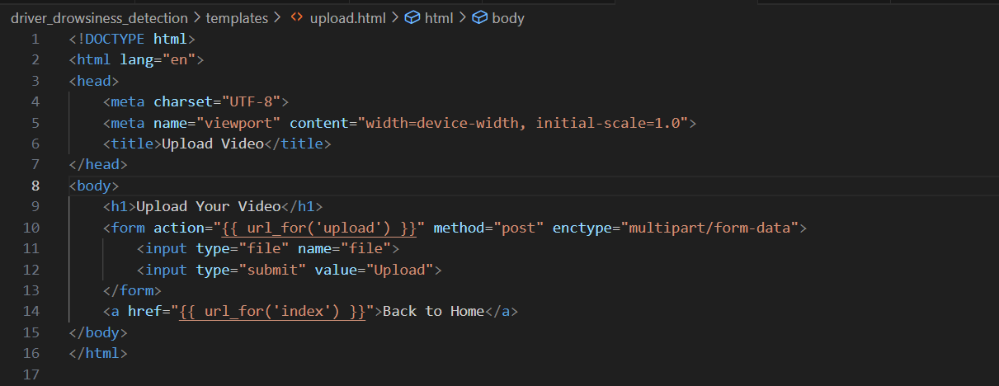 driver_drowsiness_detection > templates > <> upload.html > html > body
1 <!DOCTYPE html>
2 <html lang="en">
3 <head>
4     <meta charset="UTF-8">
5     <meta name="viewport" content="width=device-width, initial-scale=1.0">
6     <title>Upload Video</title>
7 </head>
8 <body>
9     <h1>Upload Your Video</h1>
10     <form action="{{ url_for('upload') }}" method="post" enctype="multipart/form-data">
11         <input type="file" name="file">
12         <input type="submit" value="Upload">
13     </form>
14     <a href="{{ url_for('index') }}">Back to Home</a>
15 </body>
16 </html>
17